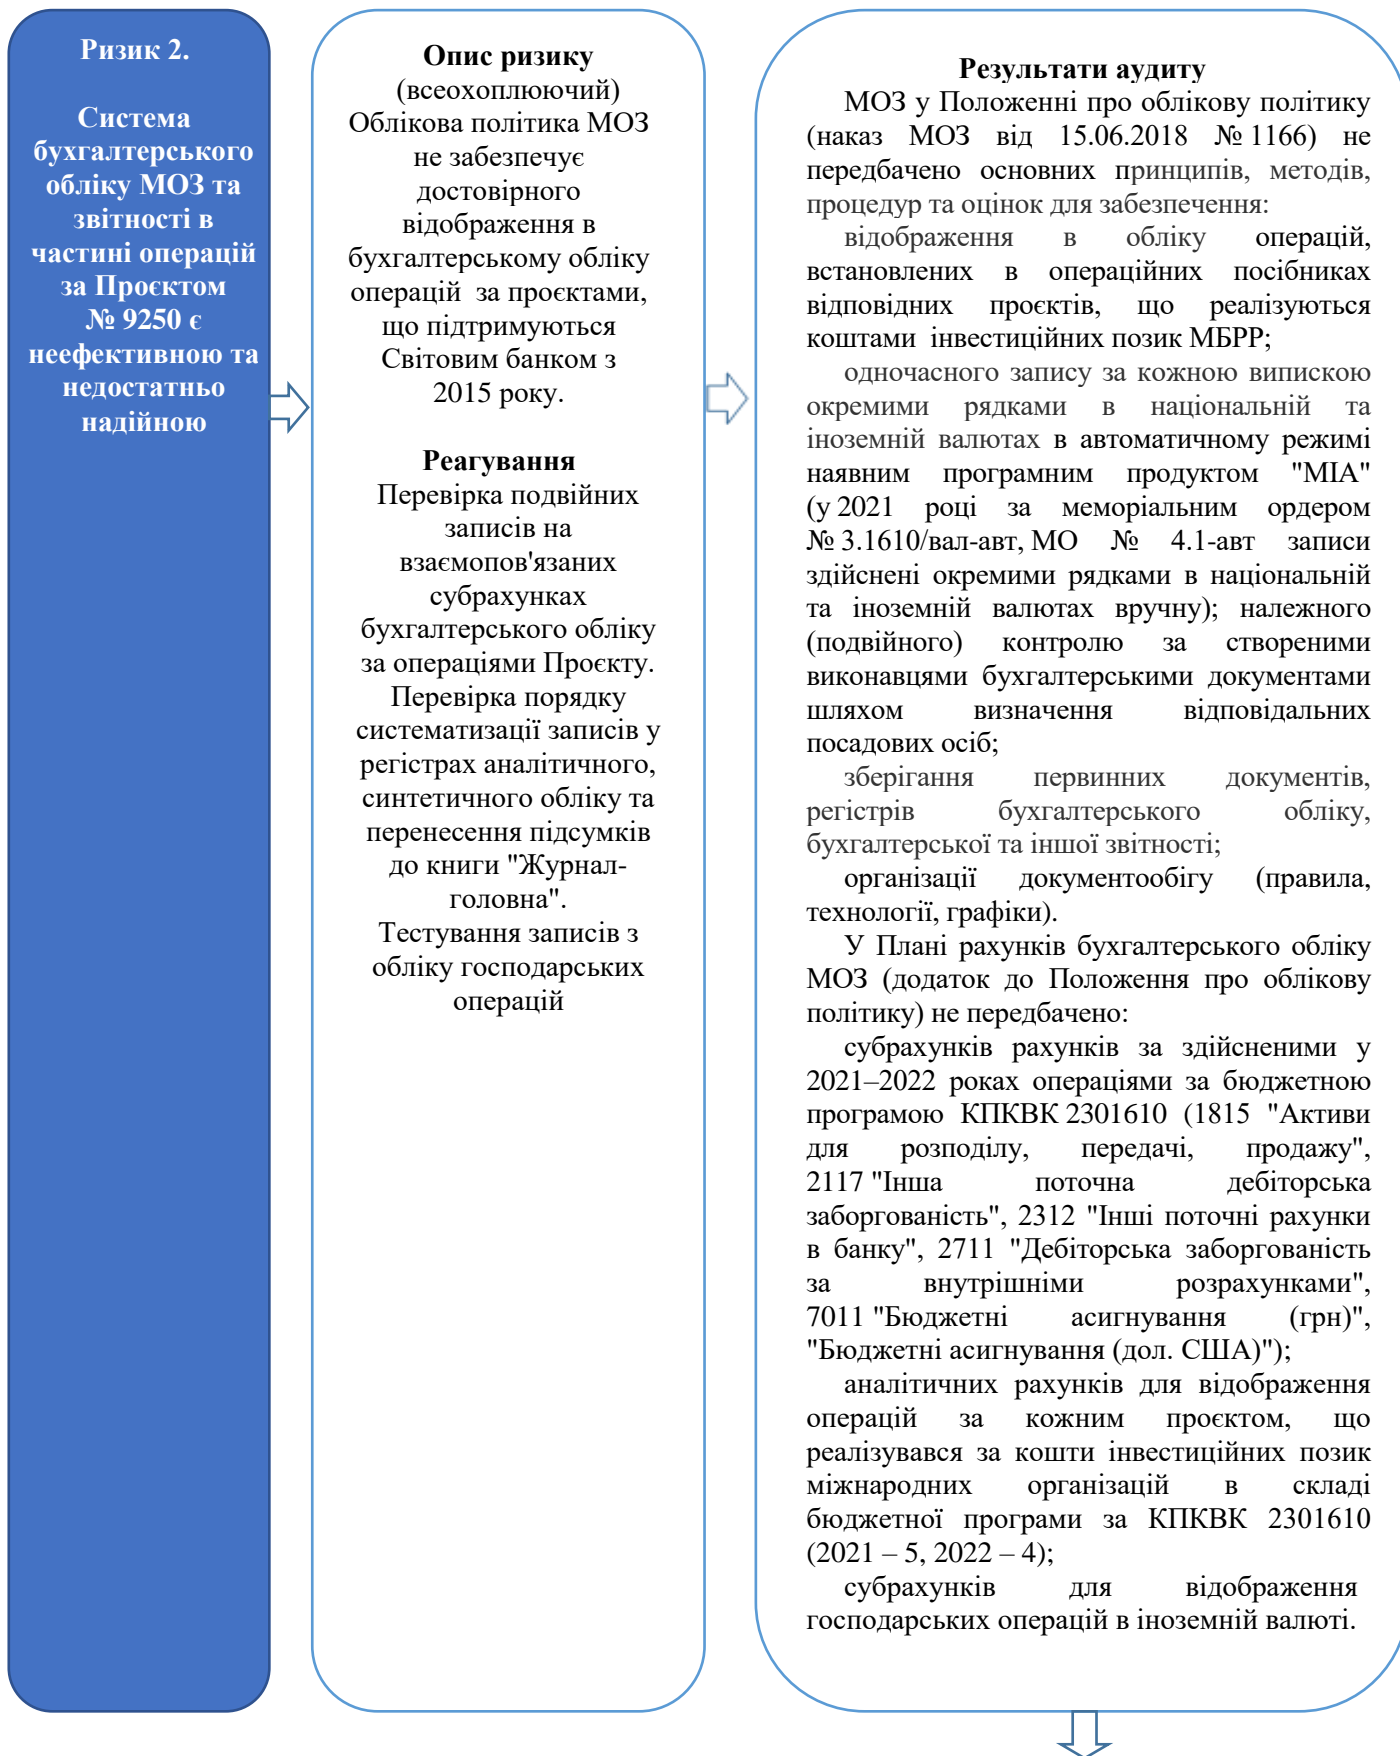 Ризик 2.
Система
бухгалтерського
обліку МОЗ та
звітності в
частині операцій
за Проєктом
№ 9250 є
неефективною та
недостатньо
надійною
Опис ризику
(всеохоплюючий)
Облікова політика МОЗ
не забезпечує
достовірного
відображення в
бухгалтерському обліку
операцій за проєктами,
що підтримуються
Світовим банком з
2015 року.
Реагування
Перевірка подвійних
записів на
взаємопов'язаних
субрахунках
бухгалтерського обліку
за операціями Проєкту.
Перевірка порядку
систематизації записів у
регістрах аналітичного,
синтетичного обліку та
перенесення підсумків
до книги "Журнал-
головна".
Тестування записів з
обліку господарських
операцій
Результати аудиту
МОЗ у Положенні про облікову політику
(наказ МОЗ від 15.06.2018 № 1166) не
передбачено основних принципів, методів,
процедур та оцінок для забезпечення:
відображення в обліку операцій,
встановлених в операційних посібниках
відповідних проєктів, що реалізуються
коштами інвестиційних позик МБРР;
одночасного запису за кожною випискою
окремими рядками в національній та
іноземній валютах в автоматичному режимі
наявним програмним продуктом "МІА"
(у 2021 році за меморіальним ордером
№ 3.1610/вал-авт, МО № 4.1-авт записи
здійснені окремими рядками в національній
та іноземній валютах вручну); належного
(подвійного) контролю за створеними
виконавцями бухгалтерськими документами
шляхом визначення відповідальних
посадових осіб;
зберігання первинних документів,
регістрів бухгалтерського обліку,
бухгалтерської та іншої звітності;
організації документообігу (правила,
технології, графіки).
У Плані рахунків бухгалтерського обліку
МОЗ (додаток до Положення про облікову
політику) не передбачено:
субрахунків рахунків за здійсненими у
2021–2022 роках операціями за бюджетною
програмою КПКВК 2301610 (1815 "Активи
для розподілу, передачі, продажу",
2117 "Інша поточна дебіторська
заборгованість", 2312 "Інші поточні рахунки
в банку", 2711 "Дебіторська заборгованість
за внутрішніми розрахунками",
7011 "Бюджетні асигнування (грн)",
"Бюджетні асигнування (дол. США)");
аналітичних рахунків для відображення
операцій за кожним проєктом, що
реалізувався за кошти інвестиційних позик
міжнародних організацій в складі
бюджетної програми за КПКВК 2301610
(2021 – 5, 2022 – 4);
субрахунків для відображення
господарських операцій в іноземній валюті.